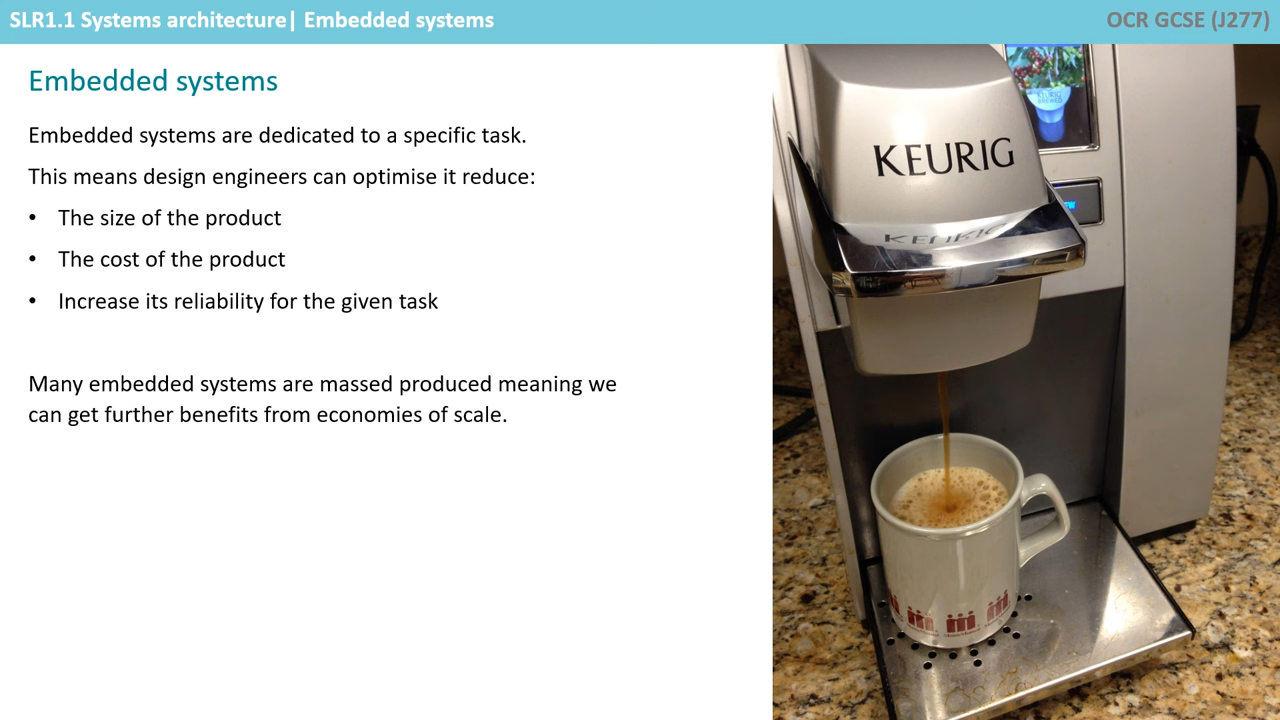 SLR1.1 Systems architecture| Embedded systems
OCR GCSE (J277)
Embedded systems
Embedded systems are dedicated to a specific task.
This means design engineers can optimise it reduce:
• The size of the product
• The cost of the product
• Increase its reliability for the given task
Many embedded systems are massed produced meaning we
can get further benefits from economies of scale.
KEURIG
KEURIG
KEURIG
BREWED